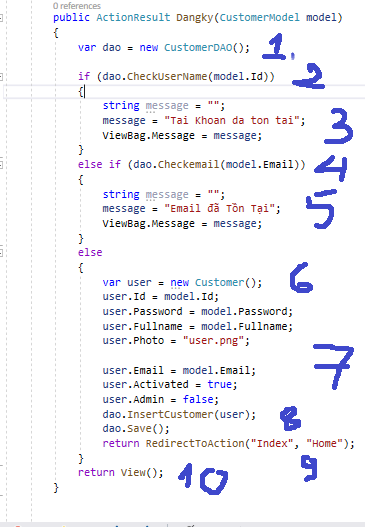 0 references
public ActionResult Dangky(CustomerModel model)
{
var dao = new CustomerDAO(); 1.
if (dao.CheckUserName(model.Id)) 2
{
string message = "";
message = "Tai Khoan da ton tai"; 3
ViewBag.Message = message;
}
else if (dao.Checkemail(model.Email)) 4
{
string message = "";
message = "Email đã Tồn Tại"; 5
ViewBag.Message = message;
}
else
{
var user = new Customer(); 6
user.Id = model.Id;
user.Password = model.Password;
user.Fullname = model.Fullname;
user.Photo = "user.png"; 7
user.Email = model.Email;
user.Activated = true;
user.Admin = false;
dao.InsertCustomer(user); 8
dao.Save();
return RedirectToAction("Index", "Home"); 9
}
return View(); 10
}